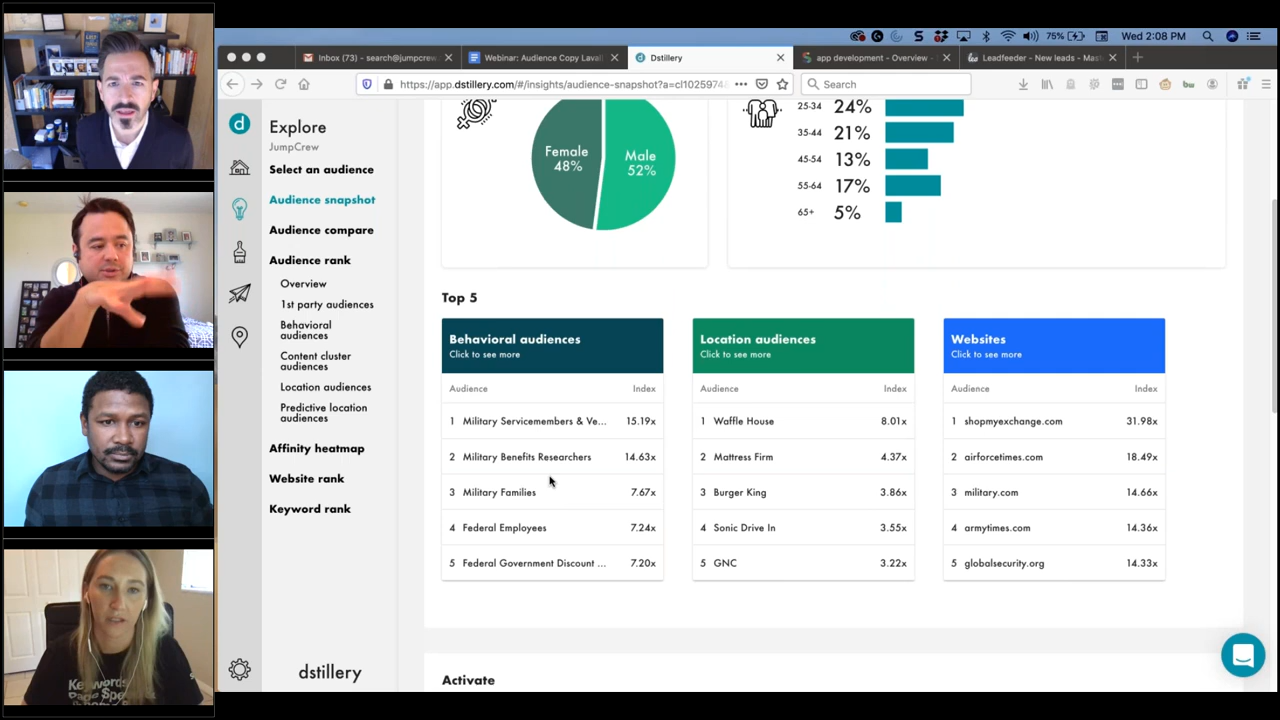 Wed 2:08 PM
75%
Inbox (73) - search@jumpcrew.
Webinar: Audience Copy Laval
Dstillery
app development - Overview -
Leadfeeder - New leads - Mast
https://app.dstillery.com/#/insights/audience-snapshot?a=cl1025974
Search
Explore
JumpCrew
Select an audience
Audience snapshot
Audience compare
Audience rank
Overview
1st party audiences
Behavioral
audiences
Content cluster
audiences
Location audiences
Predictive location
audiences
Affinity heatmap
Website rank
Keyword rank
dstillery
Female
48%
Male
52%
25-34 24%
35-44 21%
45-54 13%
55-64 17%
65+ 5%
Top 5
Behavioral audiences
Click to see more
Audience Index
1 Military Servicemembers & Ve... 15.19x
2 Military Benefits Researchers 14.63x
3 Military Families 7.67x
4 Federal Employees 7.24x
5 Federal Government Discount ... 7.20x
Location audiences
Click to see more
Audience Index
1 Waffle House 8.01x
2 Mattress Firm 4.37x
3 Burger King 3.86x
4 Sonic Drive In 3.55x
5 GNC 3.22x
Websites
Click to see more
Audience Index
1 shopmyexchange.com 31.98x
2 airforcetimes.com 18.49x
3 military.com 14.66x
4 armytimes.com 14.36x
5 globalsecurity.org 14.33x
Activate
Keywords